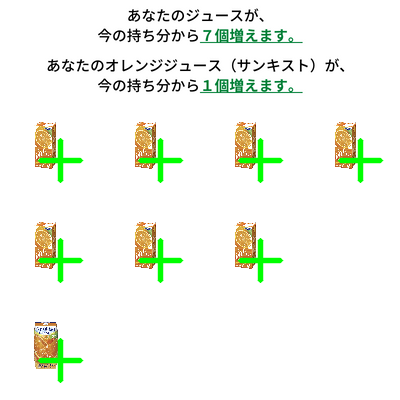 あなたのジュースが、
今の持ち分から７個増えます。
あなたのオレンジジュース（サンキスト）が、
今の持ち分から１個増えます。